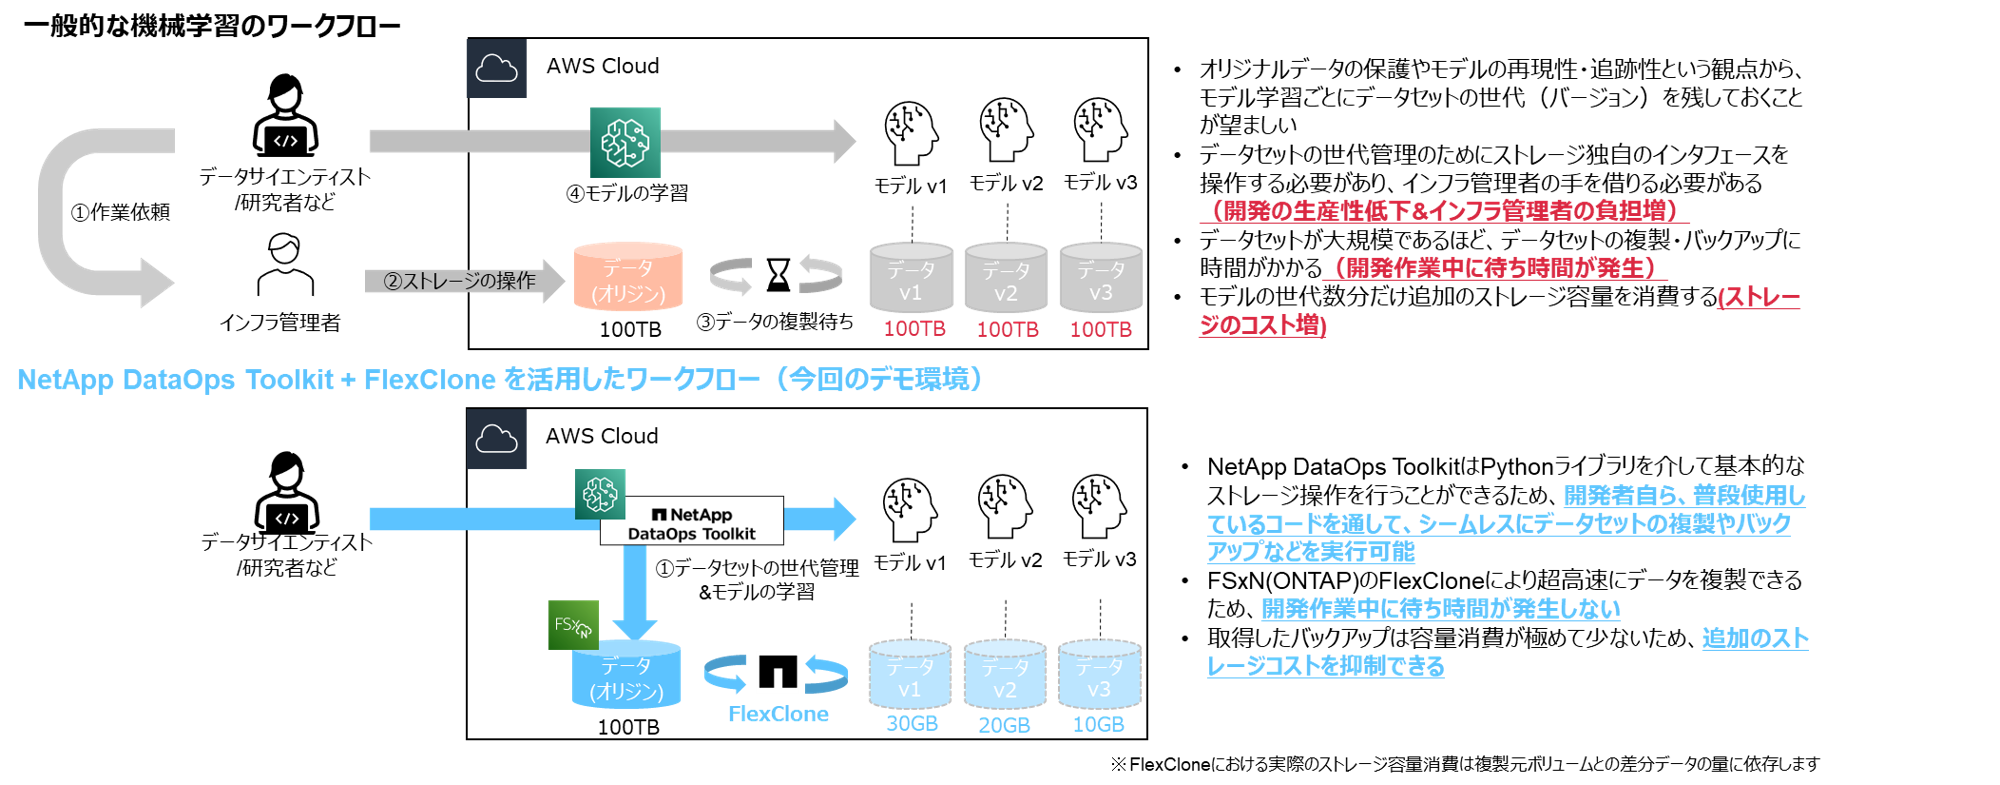 一般的な機械学習のワークフロー
AWS Cloud
データサイエンティスト
/研究者など
①作業依頼
インフラ管理者
②ストレージの操作
④モデルの学習
モデル v1
モデル v2
モデル v3
データ
(オリジン)
100TB
③データの複製待ち
データ
v1
100TB
データ
v2
100TB
データ
v3
100TB
• オリジナルデータの保護やモデルの再現性・追跡性という観点から、
モデル学習ごとにデータセットの世代（バージョン）を残しておくこと
が望ましい
• データセットの世代管理のためにストレージ独自のインタフェースを
操作する必要があり、インフラ管理者の手を借りる必要がある
（開発の生産性低下&インフラ管理者の負担増）
• データセットが大規模であるほど、データセットの複製・バックアップに
時間がかかる（開発作業中に待ち時間が発生）
• モデルの世代数分だけ追加のストレージ容量を消費する(ストレー
ジのコスト増)
NetApp DataOps Toolkit + FlexClone を活用したワークフロー（今回のデモ環境）
AWS Cloud
データサイエンティスト
/研究者など
NetApp
DataOps Toolkit
①データセットの世代管理
&モデルの学習
モデル v1
モデル v2
モデル v3
FSx
N
データ
(オリジン)
100TB
FlexClone
データ
v1
30GB
データ
v2
20GB
データ
v3
10GB
• NetApp DataOps ToolkitはPythonライブラリを介して基本的な
ストレージ操作を行うことができるため、開発者自ら、普段使用し
ているコードを通して、シームレスにデータセットの複製やバック
アップなどを実行可能
• FSxN(ONTAP)のFlexCloneにより超高速にデータを複製できる
ため、開発作業中に待ち時間が発生しない
• 取得したバックアップは容量消費が極めて少ないため、追加のスト
レージコストを抑制できる
※FlexCloneにおける実際のストレージ容量消費は複製元ボリュームとの差分データの量に依存します